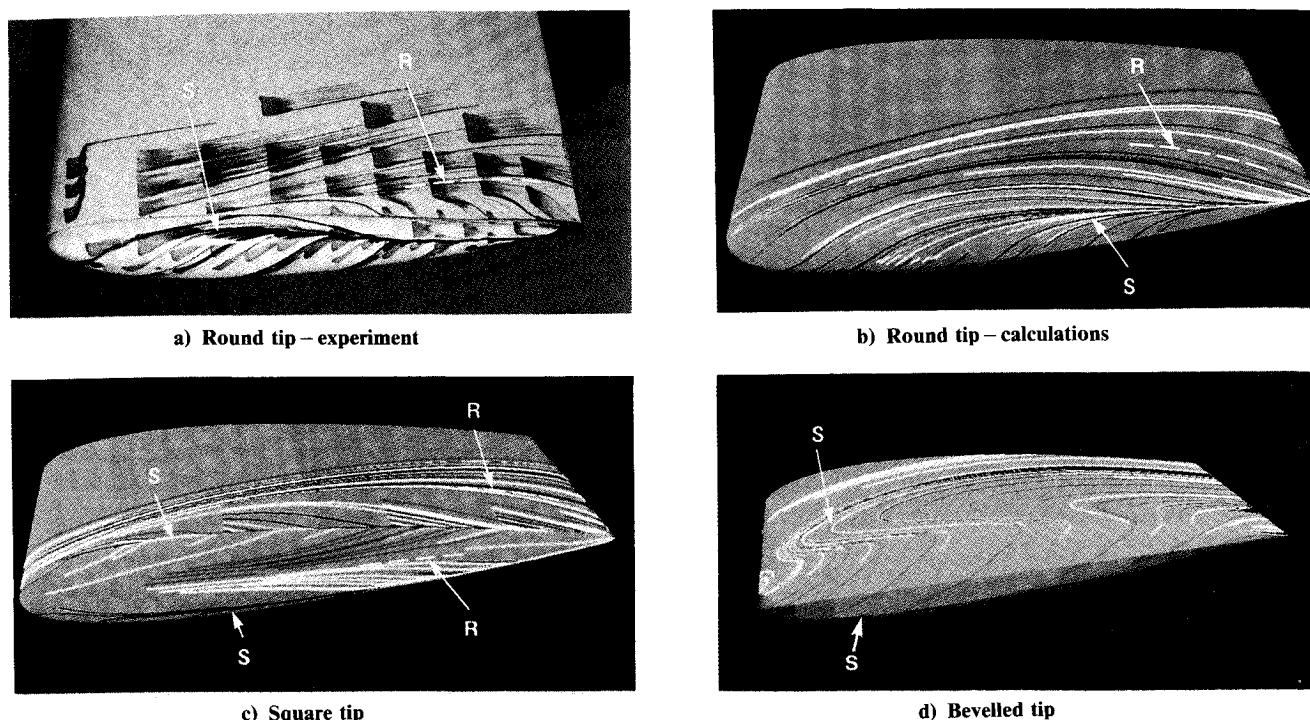 S
R
R
S
a) Round tip – experiment
b) Round tip – calculations
R
S
R
S
S
S
c) Square tip
d) Bevelled tip